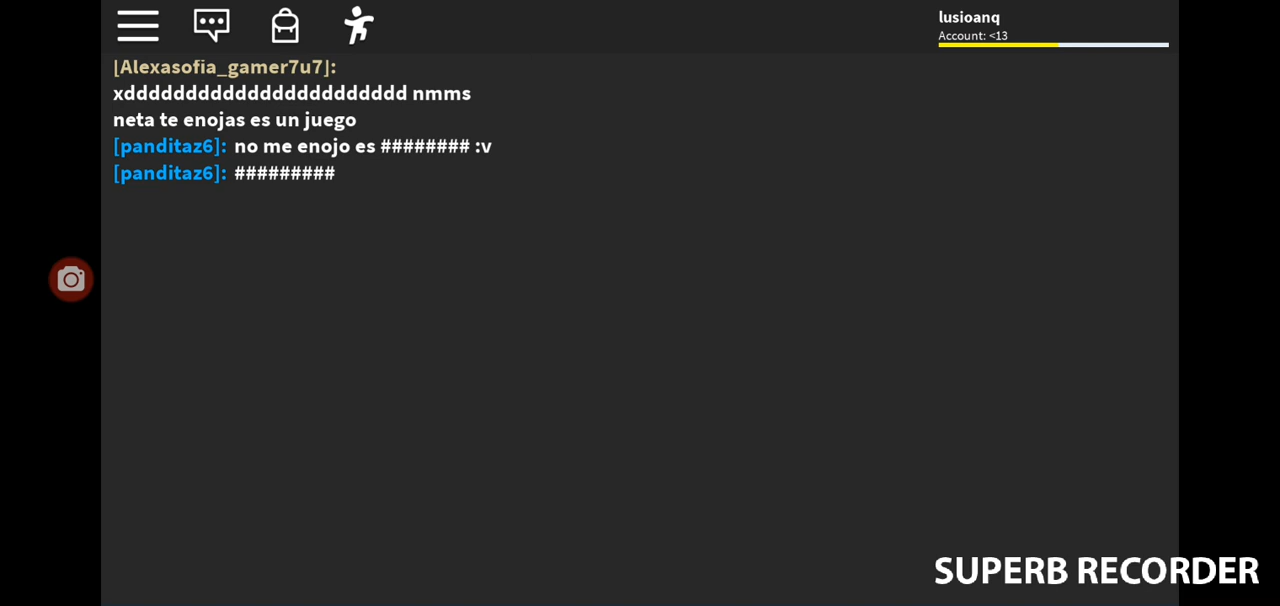 lusioanq
Account: <13
[Alexasofia_gamer7u7]:
xddddddddddddddddddddddd nmms
neta te enojas es un juego
[panditaz6]: no me enojo es ######## :v
[panditaz6]: #########
SUPERB RECORDER